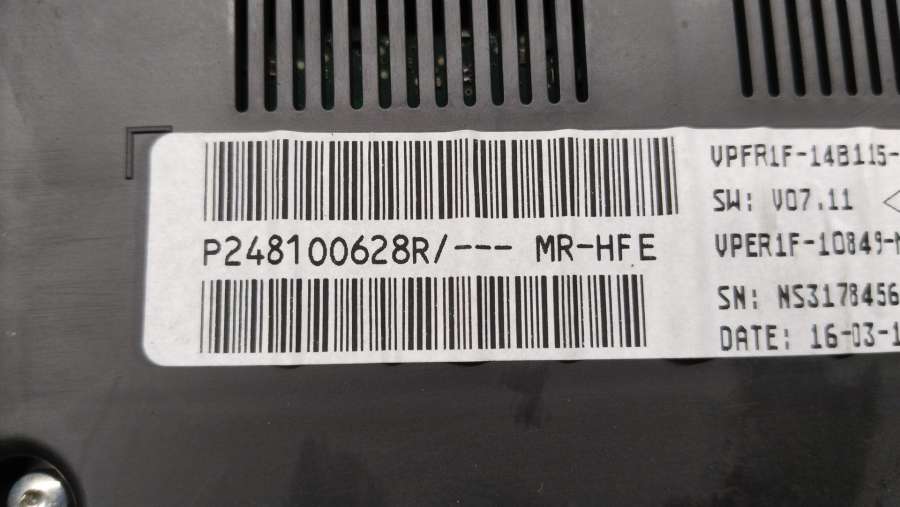 P248100628R/--- MR-HFE
VPFR1F-14B115-
SW: V07.11
VPER1F-10849-
SN: NS3178456
DATE: 16-03-1